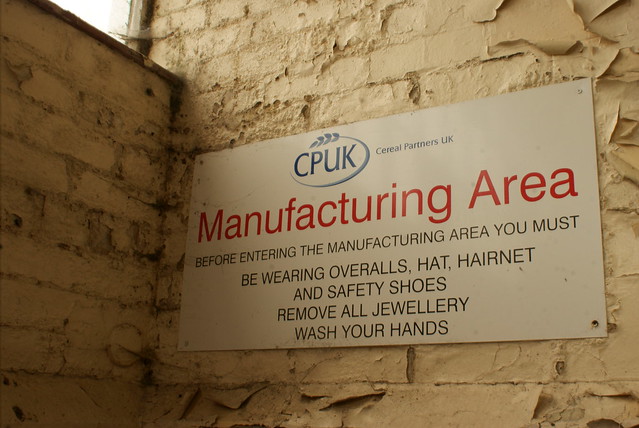 CPUK Cereal Partners UK
Manufacturing Area
BEFORE ENTERING THE MANUFACTURING AREA YOU MUST
BE WEARING OVERALLS, HAT, HAIRNET
AND SAFETY SHOES
REMOVE ALL JEWELLERY
WASH YOUR HANDS